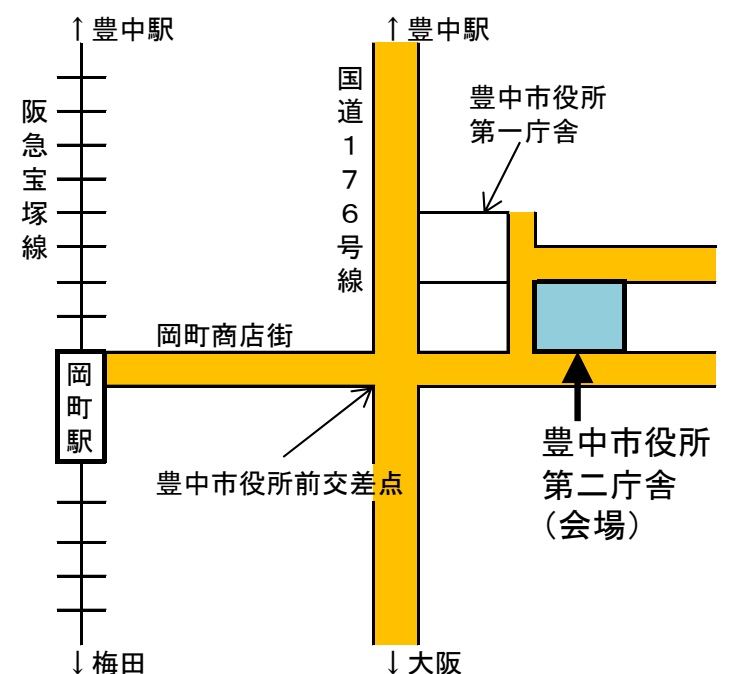 ↑豊中駅
↑豊中駅
阪急宝塚線
国道176号線
豊中市役所
第一庁舎
岡町商店街
岡町駅
豊中市役所前交差点
豊中市役所
第二庁舎
（会場）
↓梅田
↓大阪